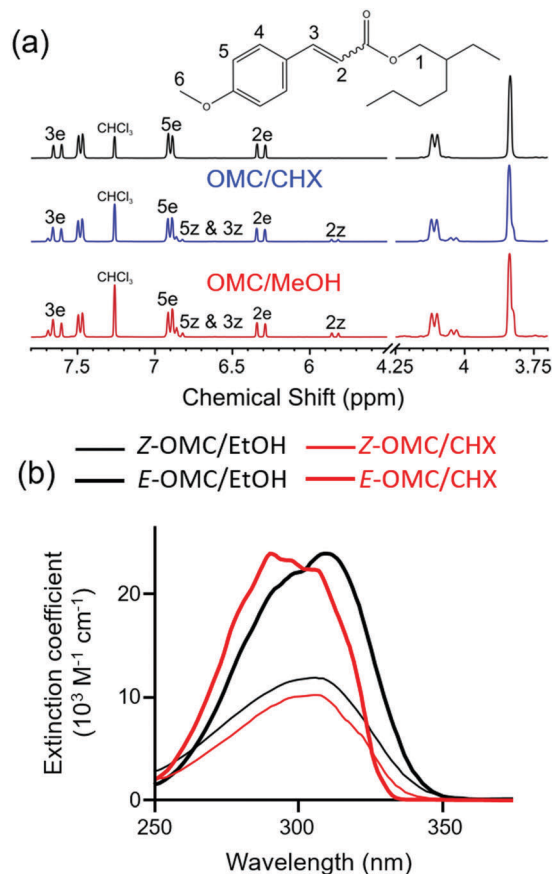 (a)
4
3
O
5
1
6
2
O
O
3e
CHCl₃
5e
2e
OMC/CHX
3e
CHCl₃
5e
5z & 3z
2e
2z
OMC/MeOH
3e
CHCl₃
5e
5z & 3z
2e
2z
7.5 7 6.5 6 4.5 4.25 4 3.75
Chemical Shift (ppm)
Z-OMC/EtOH Z-OMC/CHX
E-OMC/EtOH E-OMC/CHX
(b)
Extinction coefficient
(10³ M⁻¹ cm⁻¹)
20
10
0
250 300 350
Wavelength (nm)